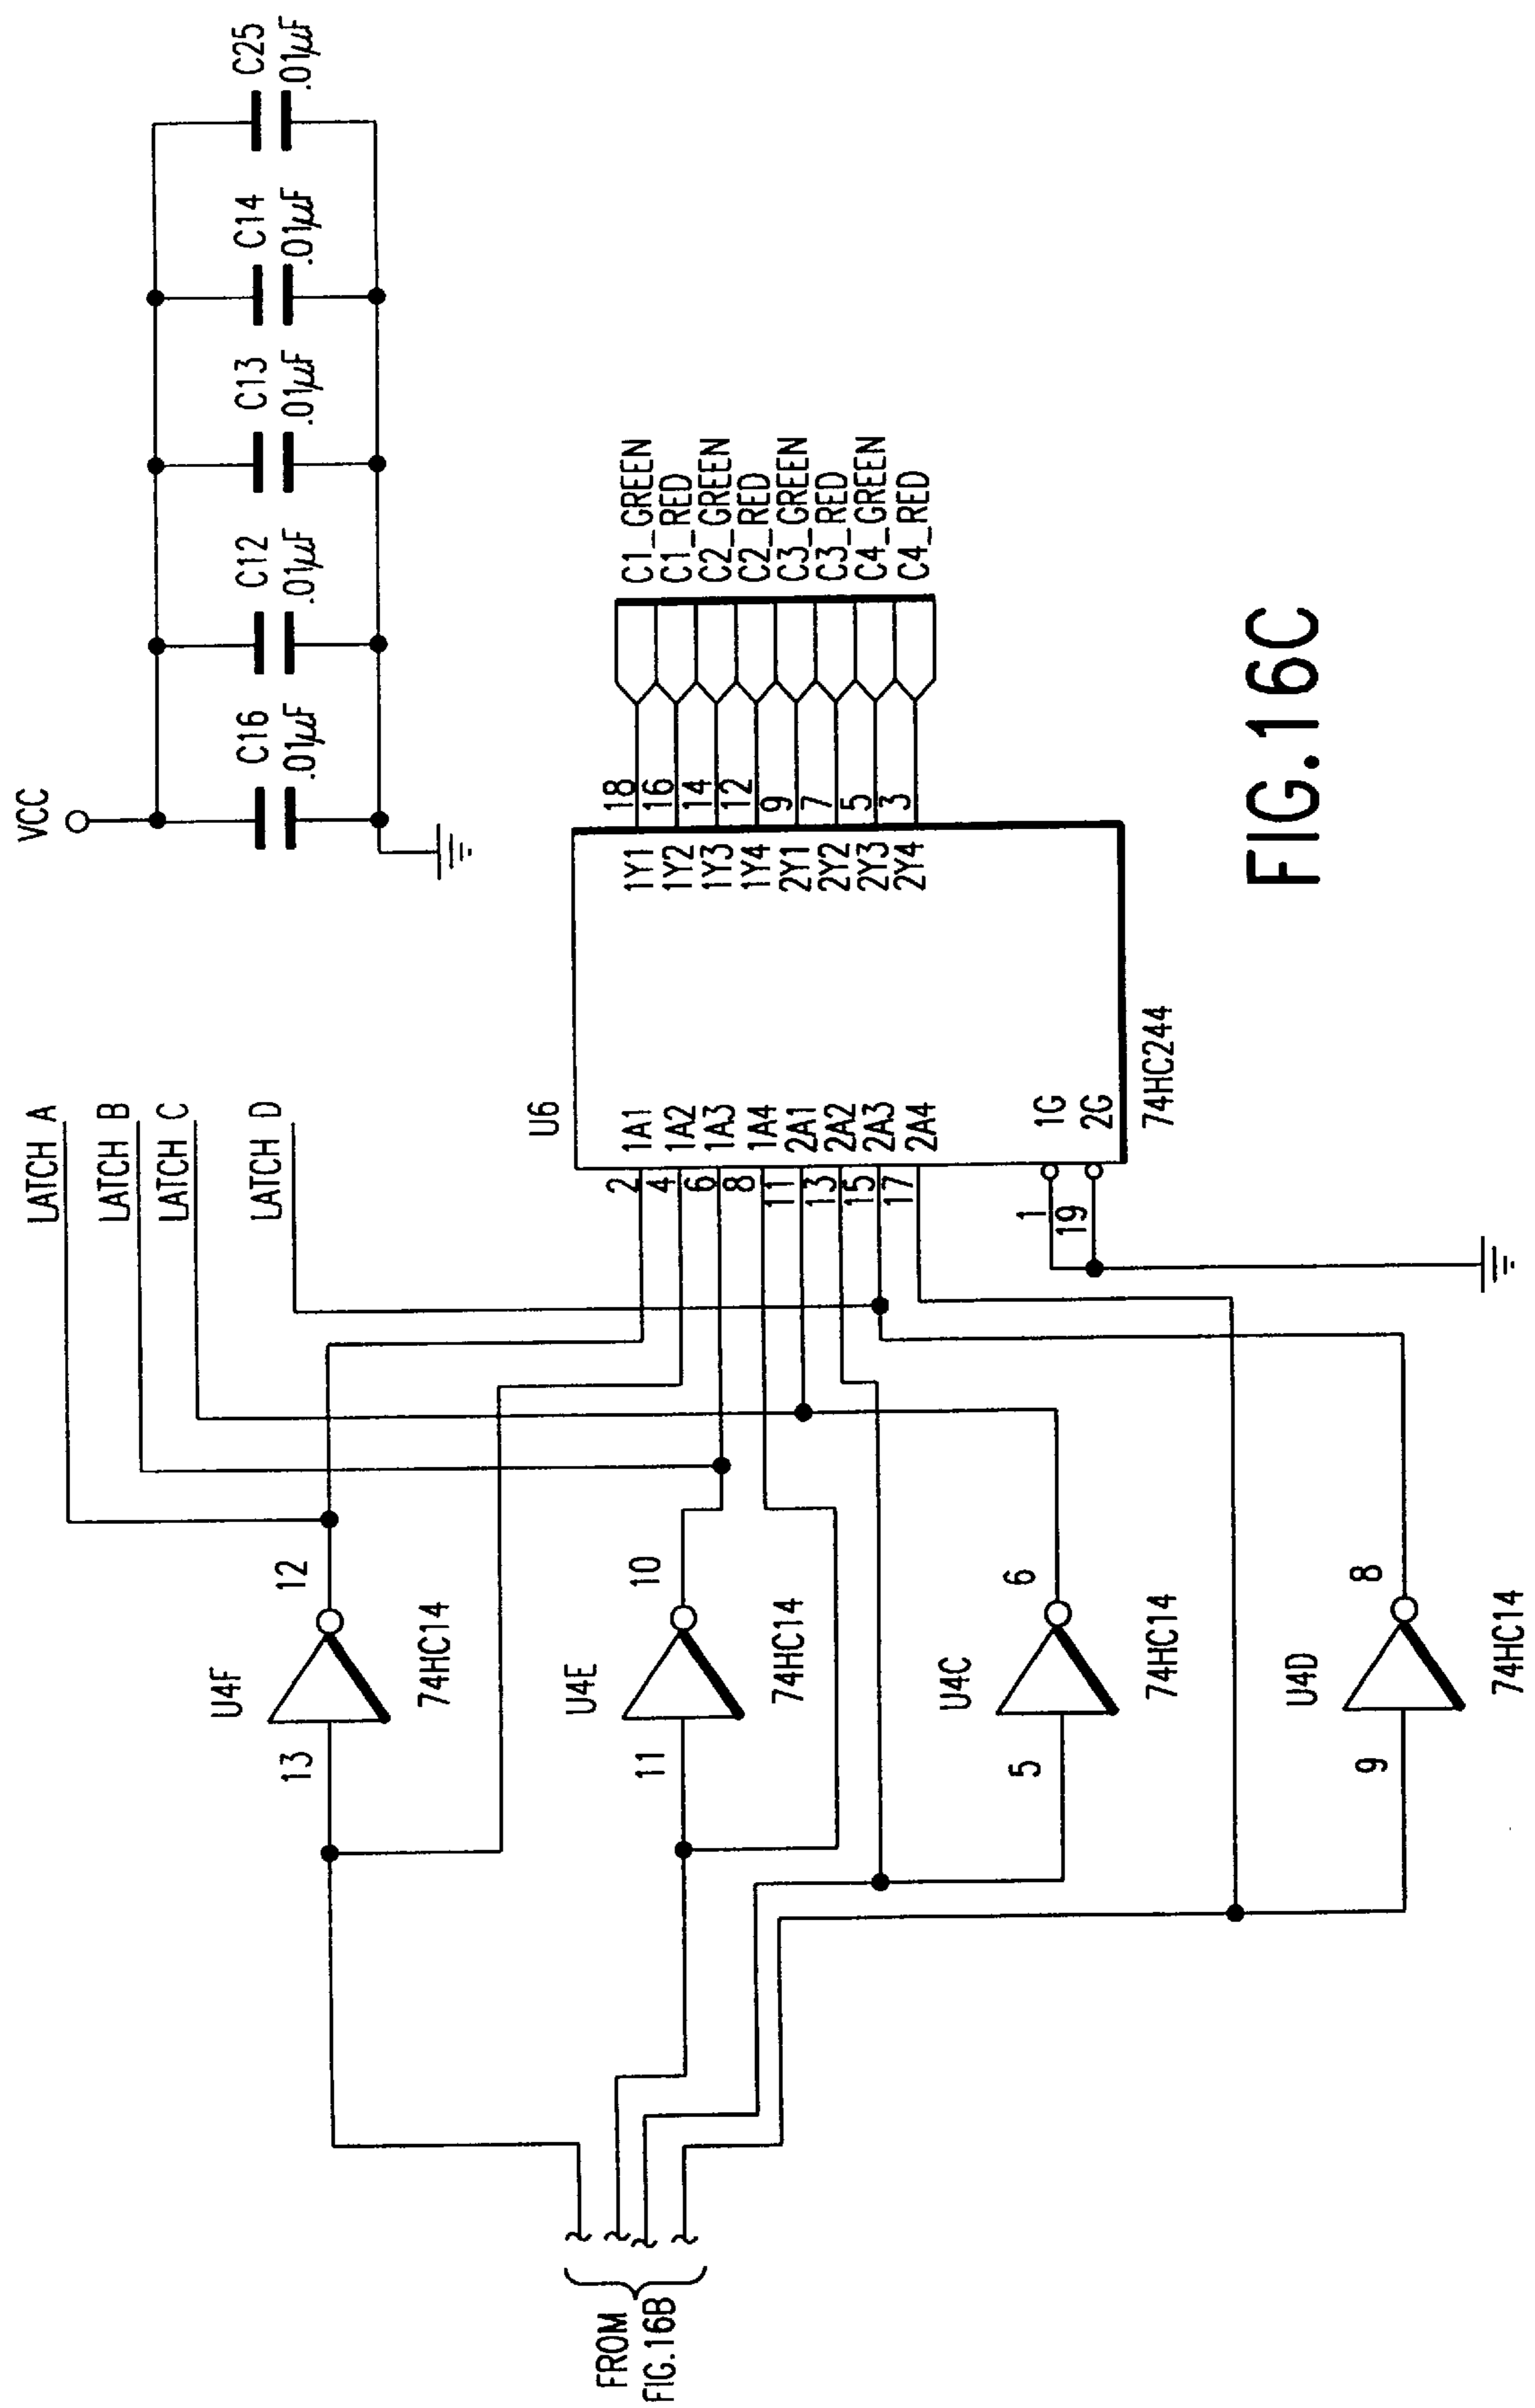 VCC
C16
.01µF
C12
.01µF
C13
.01µF
C14
.01µF
C25
.01µF
LATCH A
LATCH B
LATCH C
LATCH D
U4F
13
12
74HC14
U4E
11
10
74HC14
U4C
5
6
74HC14
U4D
9
8
74HC14
FROM
FIG.16B
U6
2 1A1
4 1A2
6 1A3
8 1A4
11 2A1
13 2A2
15 2A3
17 2A4
1 1G
19 2G
1Y1 18 C1_GREEN
1Y2 16 C1_RED
1Y3 14 C2_GREEN
1Y4 12 C2_RED
2Y1 9 C3_GREEN
2Y2 7 C3_RED
2Y3 5 C4_GREEN
2Y4 3 C4_RED
74HC244
FIG.16C